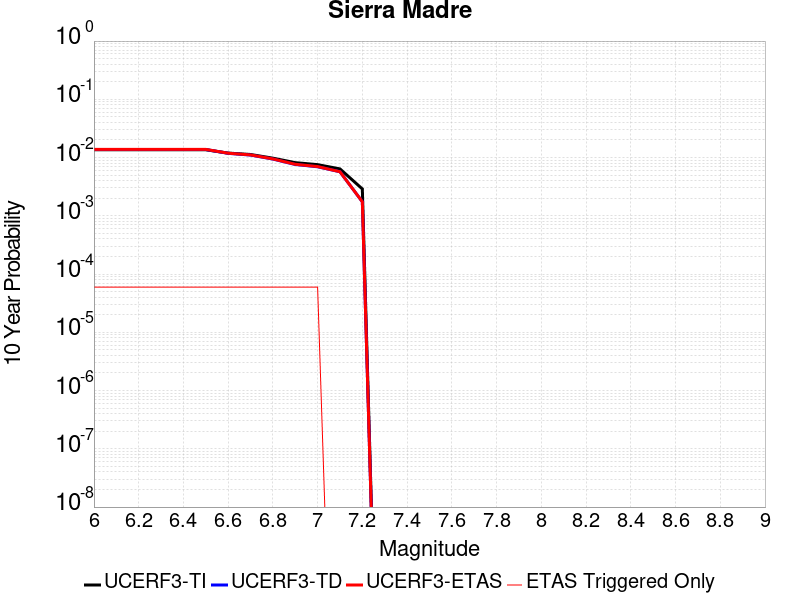 Sierra Madre
10^0
10^-1
10^-2
10^-3
10^-4
10^-5
10^-6
10^-7
10^-8
10 Year Probability
6 6.2 6.4 6.6 6.8 7 7.2 7.4 7.6 7.8 8 8.2 8.4 8.6 8.8 9
Magnitude
UCERF3-TI UCERF3-TD UCERF3-ETAS ETAS Triggered Only